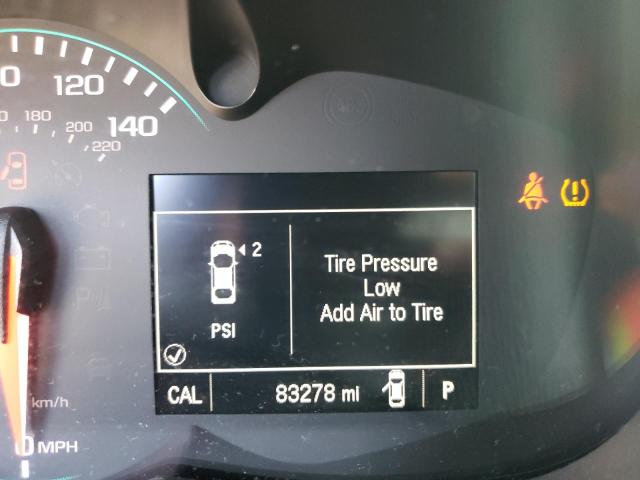 120
140
180
200
220
2
PSI
Tire Pressure
Low
Add Air to Tire
CAL
83278 mi
P
km/h
0 MPH